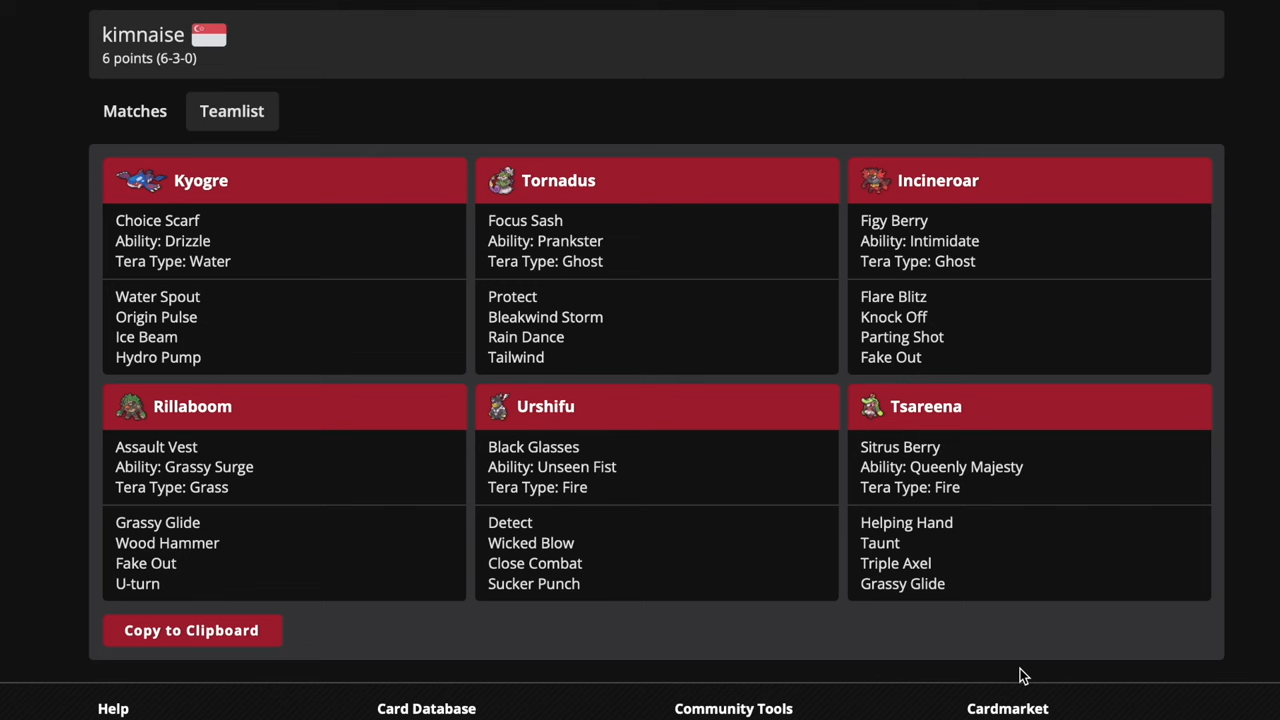 kimnaise
6 points (6-3-0)
Matches
Teamlist
Kyogre
Choice Scarf
Ability: Drizzle
Tera Type: Water
Water Spout
Origin Pulse
Ice Beam
Hydro Pump
Tornadus
Focus Sash
Ability: Prankster
Tera Type: Ghost
Protect
Bleakwind Storm
Rain Dance
Tailwind
Incineroar
Figy Berry
Ability: Intimidate
Tera Type: Ghost
Flare Blitz
Knock Off
Parting Shot
Fake Out
Rillaboom
Assault Vest
Ability: Grassy Surge
Tera Type: Grass
Grassy Glide
Wood Hammer
Fake Out
U-turn
Urshifu
Black Glasses
Ability: Unseen Fist
Tera Type: Fire
Detect
Wicked Blow
Close Combat
Sucker Punch
Tsareena
Sitrus Berry
Ability: Queenly Majesty
Tera Type: Fire
Helping Hand
Taunt
Triple Axel
Grassy Glide
Copy to Clipboard
Help
Card Database
Community Tools
Cardmarket